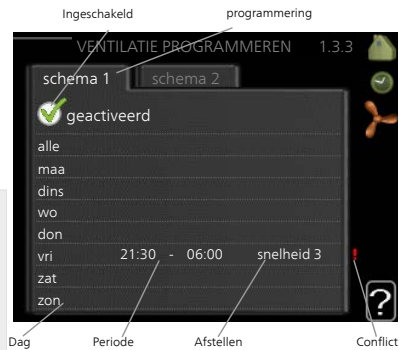 Ingeschakeld programmering
VENTILATIE PROGRAMMEREN 1.3.3
schema 1 schema 2
geactiveerd
alle
maa
dins
wo
don
vri 21:30 - 06:00 snelheid 3
zat
zon
?
Dag Periode Afstellen Conflict